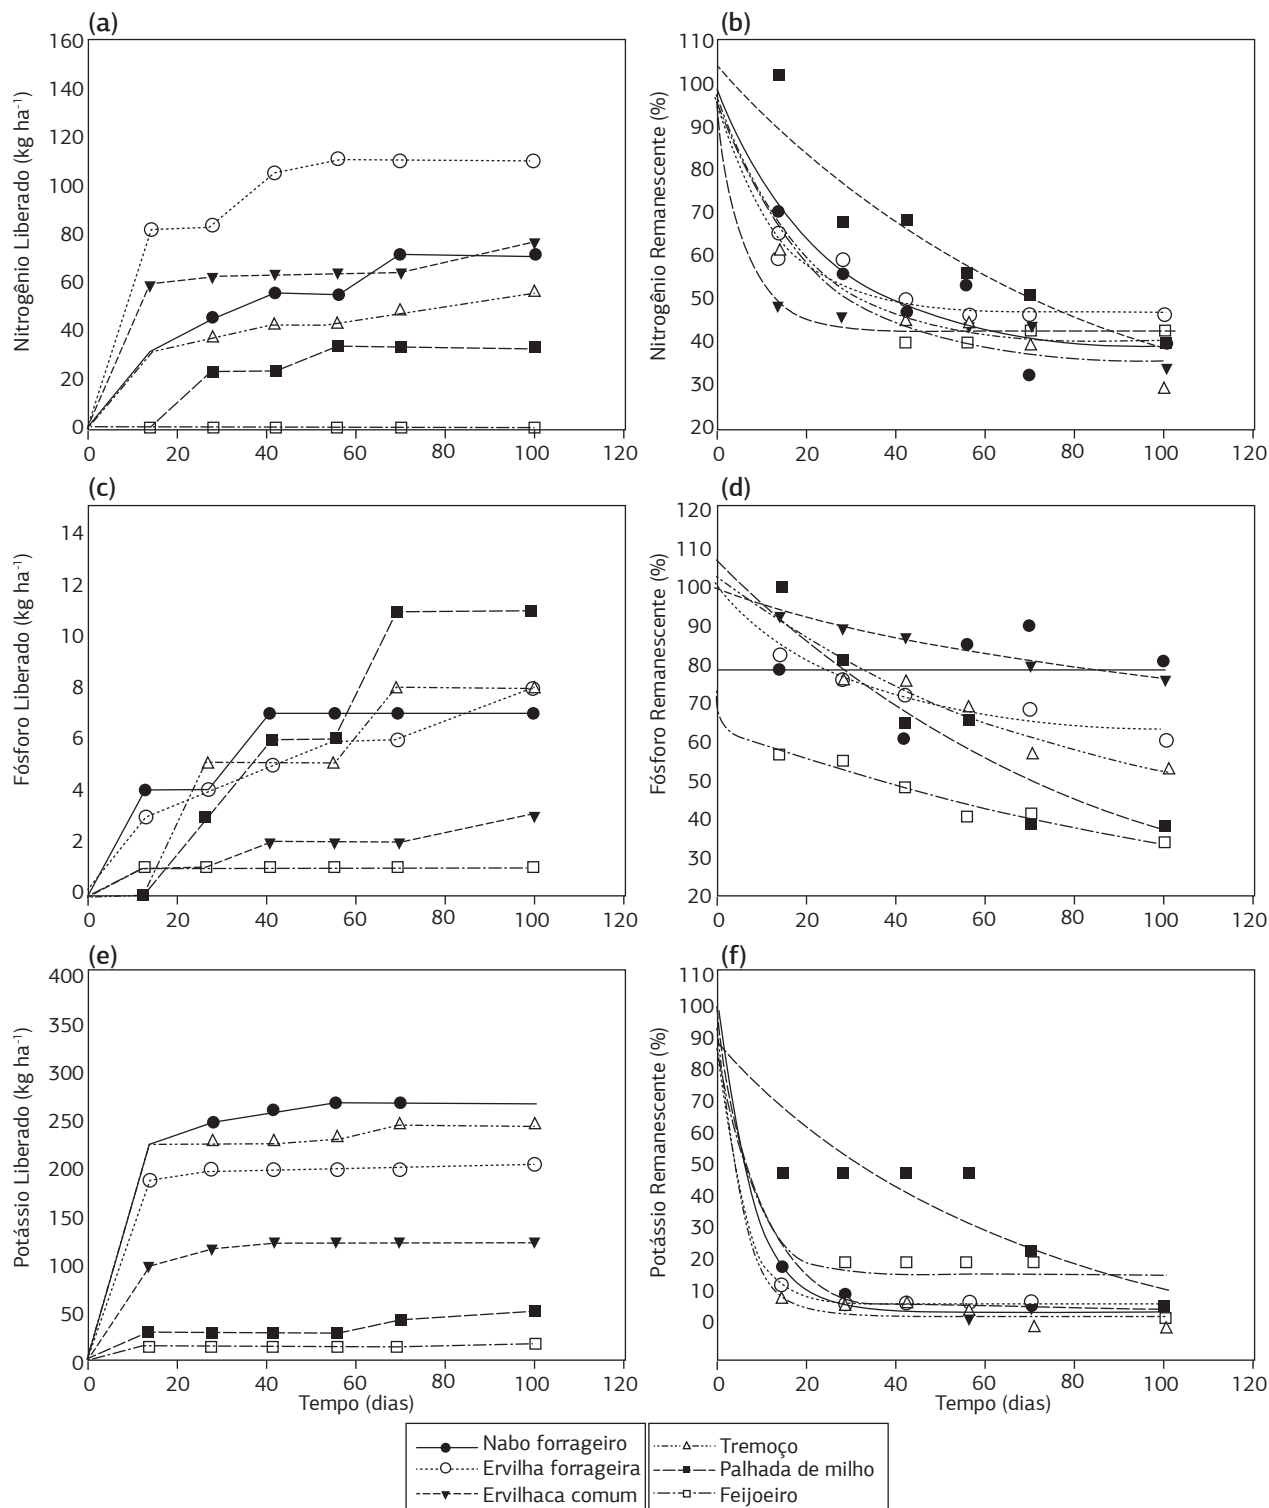 (a)
Nitrogênio Liberado (kg ha⁻¹)
160
140
120
100
80
60
40
20
0
0 20 40 60 80 100 120
(b)
Nitrogênio Remanescente (%)
110
100
90
80
70
60
50
40
30
20
0 20 40 60 80 100 120
(c)
Fósforo Liberado (kg ha⁻¹)
14
12
10
8
6
4
2
0
0 20 40 60 80 100 120
(d)
Fósforo Remanescente (%)
120
110
100
90
80
70
60
50
40
30
20
0 20 40 60 80 100 120
(e)
Potássio Liberado (kg ha⁻¹)
400
350
300
250
200
150
100
50
0
0 20 40 60 80 100 120
Tempo (dias)
(f)
Potássio Remanescente (%)
110
100
90
80
70
60
50
40
30
20
10
0
0 20 40 60 80 100 120
Tempo (dias)
Nabo forrageiro
Ervilha forrageira
Ervilhaca comum
Tremoço
Palhada de milho
Feijoeiro